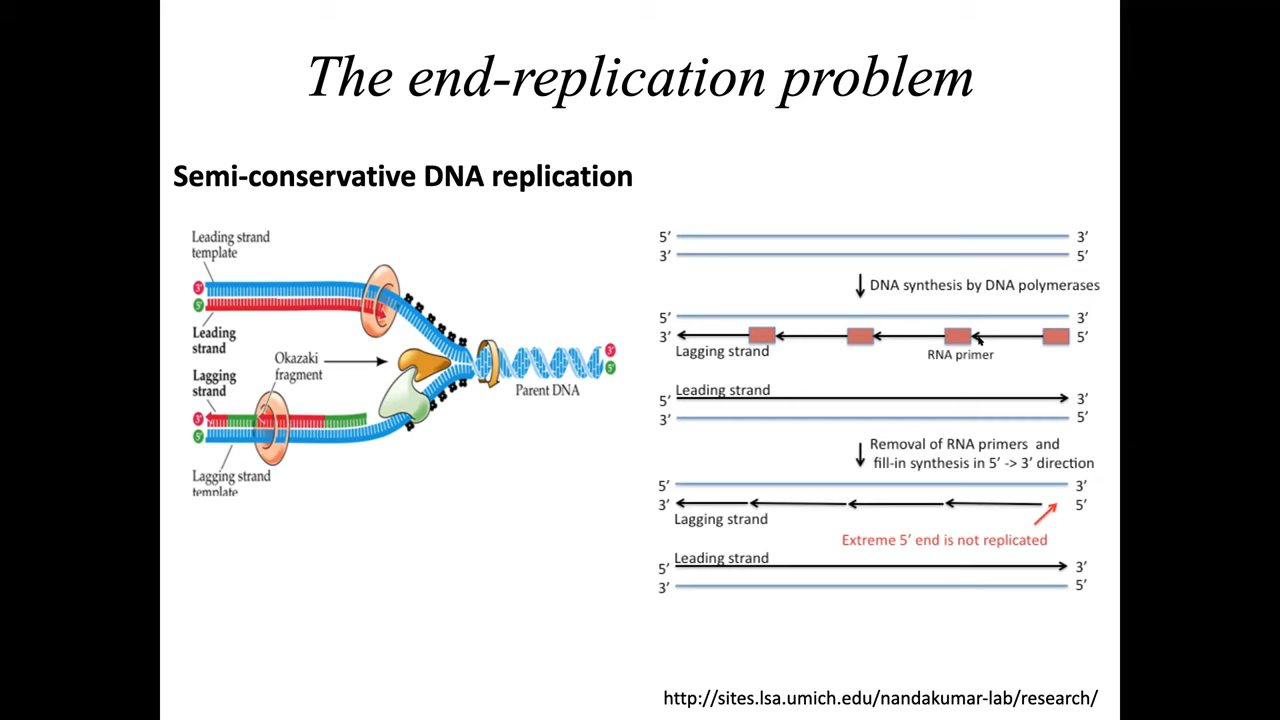 The end-replication problem
Semi-conservative DNA replication
Leading strand
template
3'
5'
Leading
strand
Okazaki
fragment
Lagging
strand
3'
5'
Lagging strand
template
Parent DNA
3'
5'
5' 3'
3' 5'
DNA synthesis by DNA polymerases
5' 3'
3' 5'
Lagging strand
RNA primer
Leading strand
5' 3'
3' 5'
Removal of RNA primers and
fill-in synthesis in 5' -> 3' direction
5' 3'
3' 5'
Lagging strand
Extreme 5' end is not replicated
Leading strand
5' 3'
3' 5'
http://sites.lsa.umich.edu/nandakumar-lab/research/